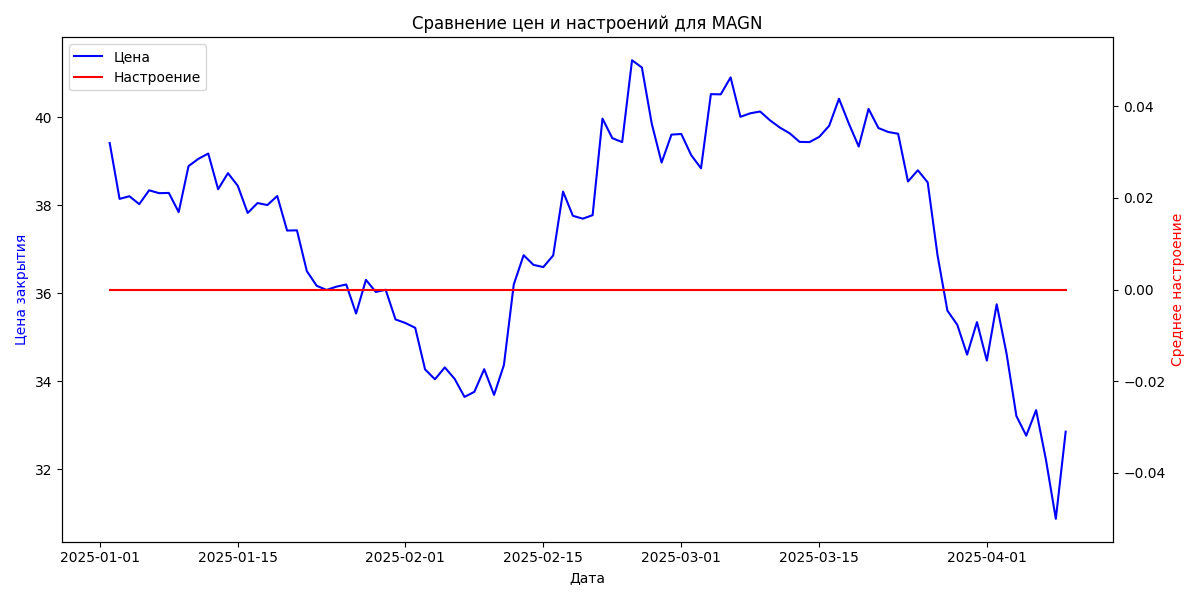 Сравнение цен и настроений для MAGN
Цена
Настроение
Цена закрытия
40
38
36
34
32
0.04
0.02
0.00
−0.02
−0.04
Среднее настроение
2025-01-01
2025-01-15
2025-02-01
2025-02-15
2025-03-01
2025-03-15
2025-04-01
Дата